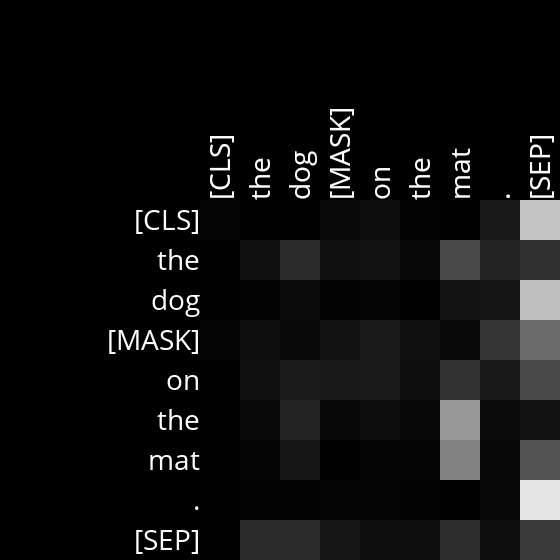 [CLS] the dog [MASK] on the mat . [SEP]
[CLS]
the
dog
[MASK]
on
the
mat
.
[SEP]